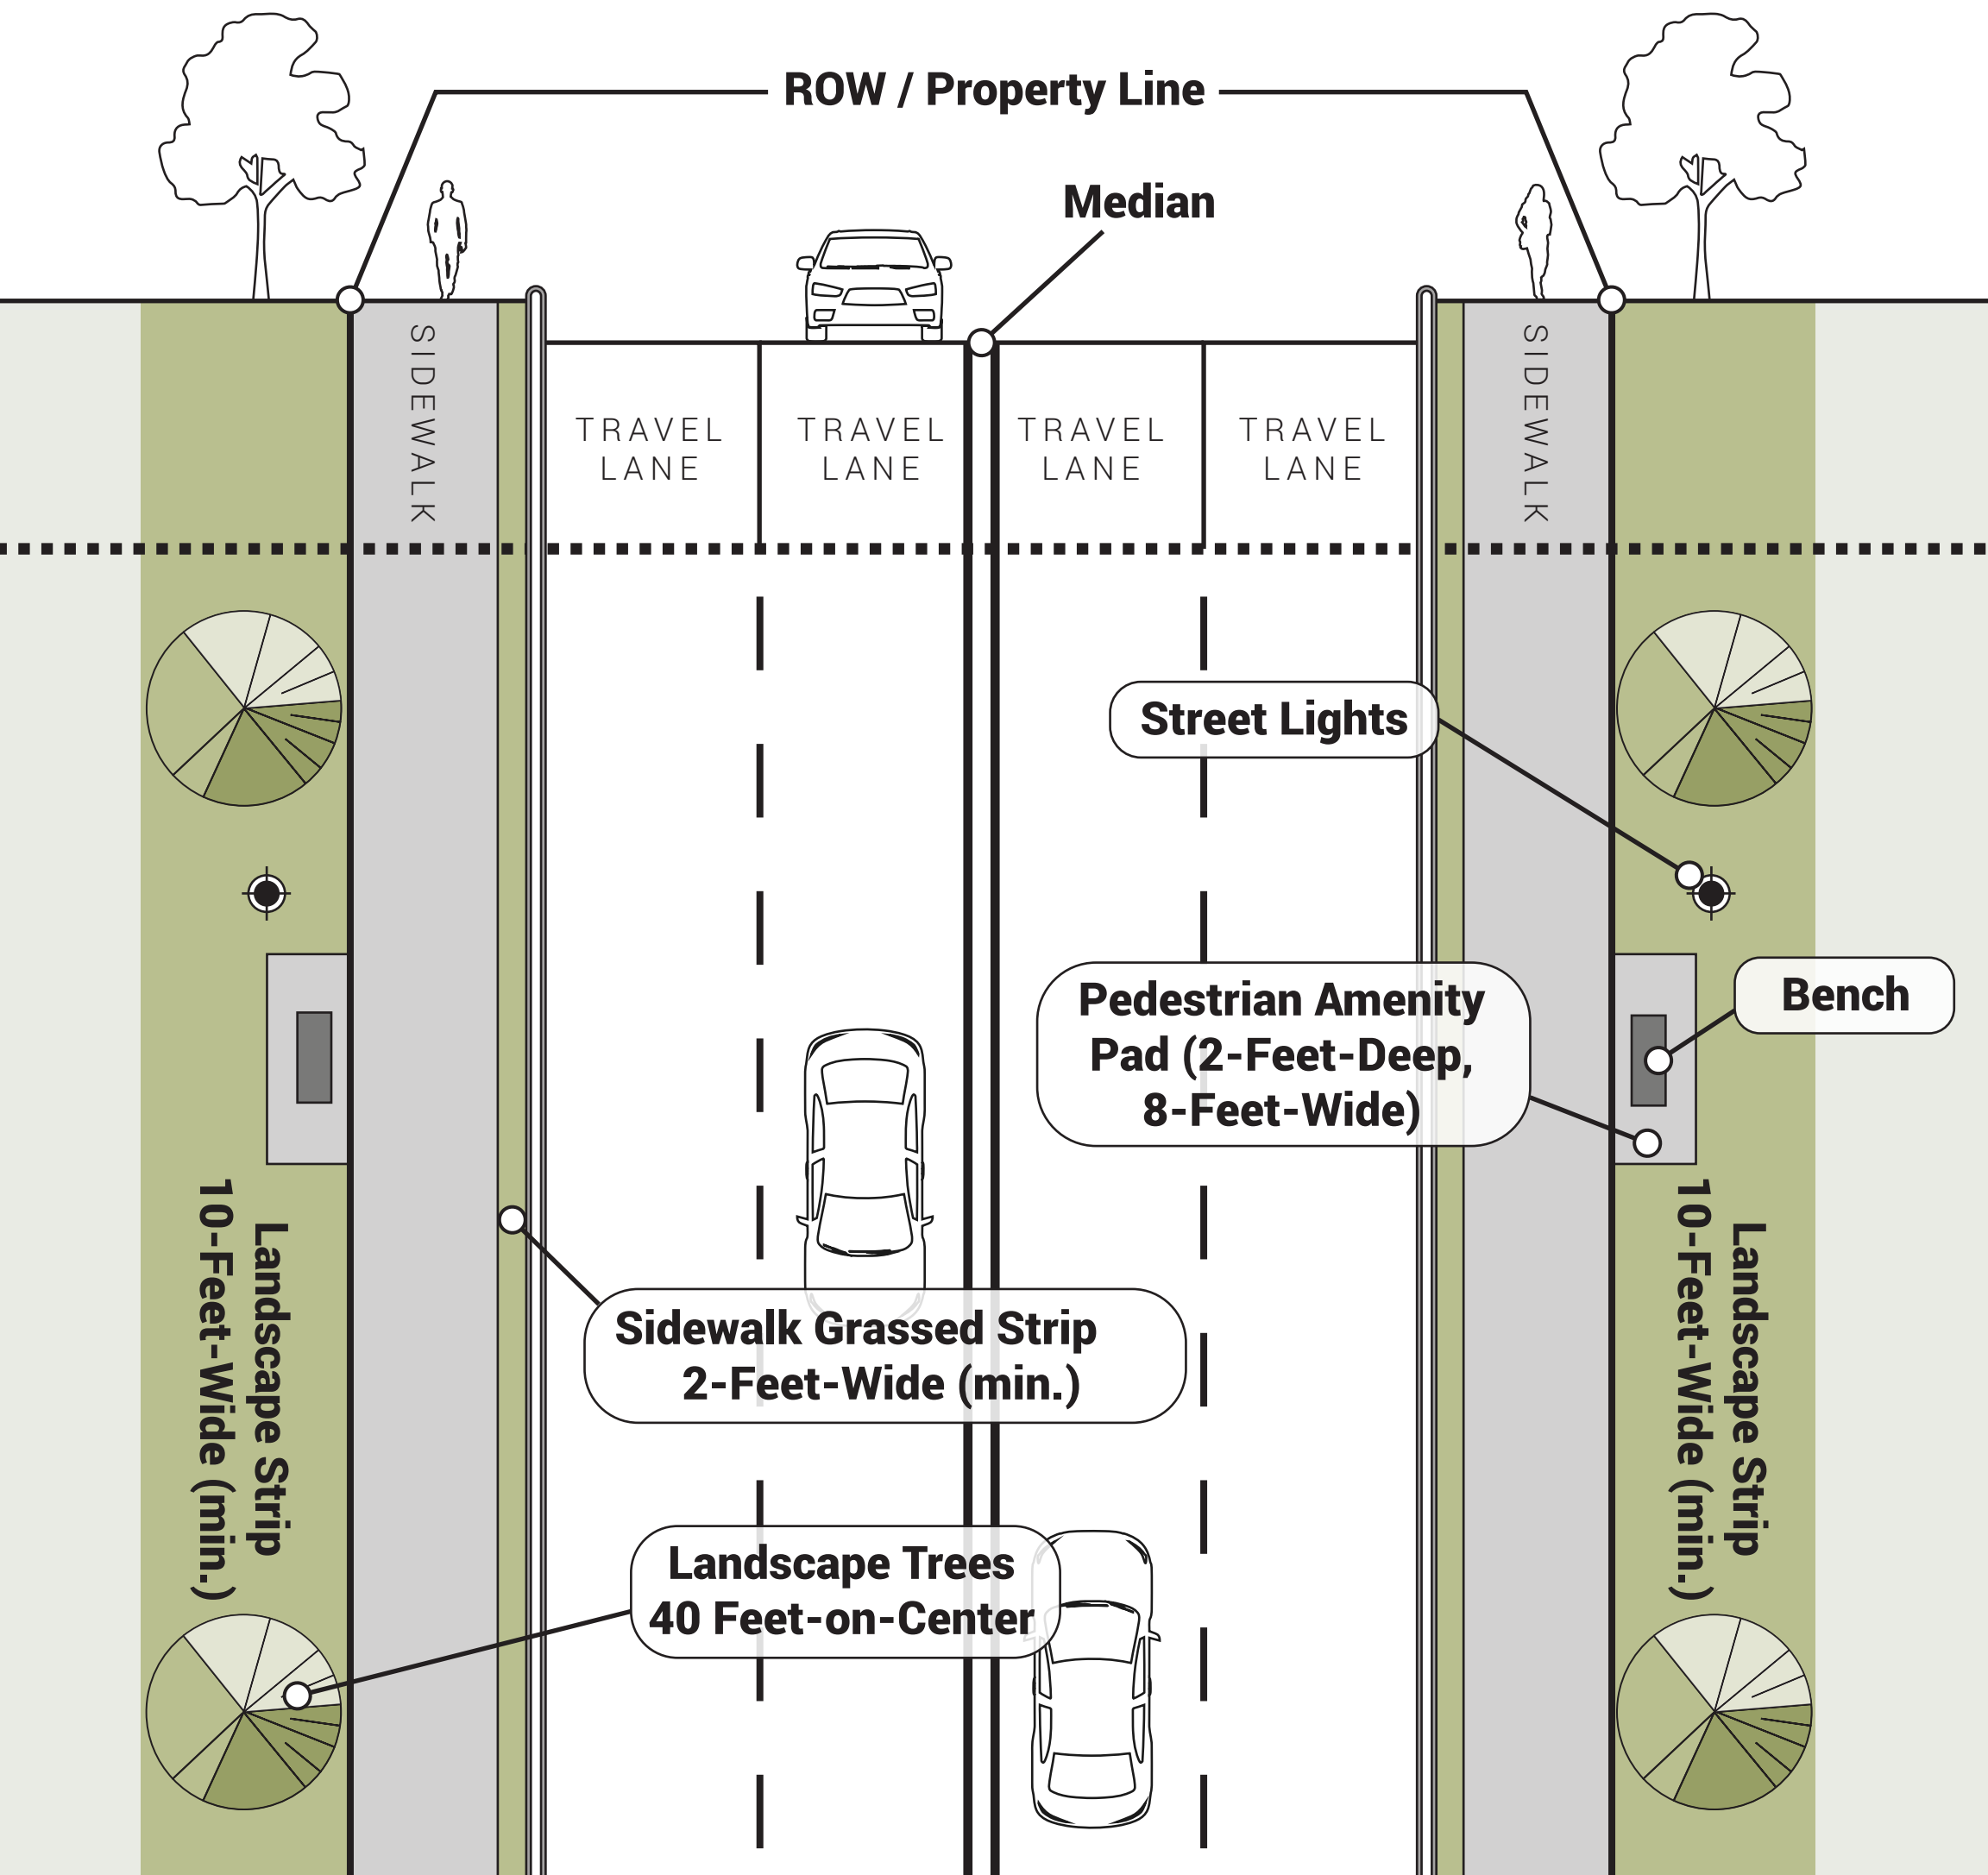 ROW / Property Line
Median
SIDEWALK
SIDEWALK
TRAVEL
LANE
TRAVEL
LANE
TRAVEL
LANE
TRAVEL
LANE
Street Lights
Pedestrian Amenity
Pad (2-Feet-Deep,
8-Feet-Wide)
Bench
Landscape Strip
10-Feet-Wide (min.)
Landscape Strip
10-Feet-Wide (min.)
Sidewalk Grassed Strip
2-Feet-Wide (min.)
Landscape Trees
40 Feet-on-Center